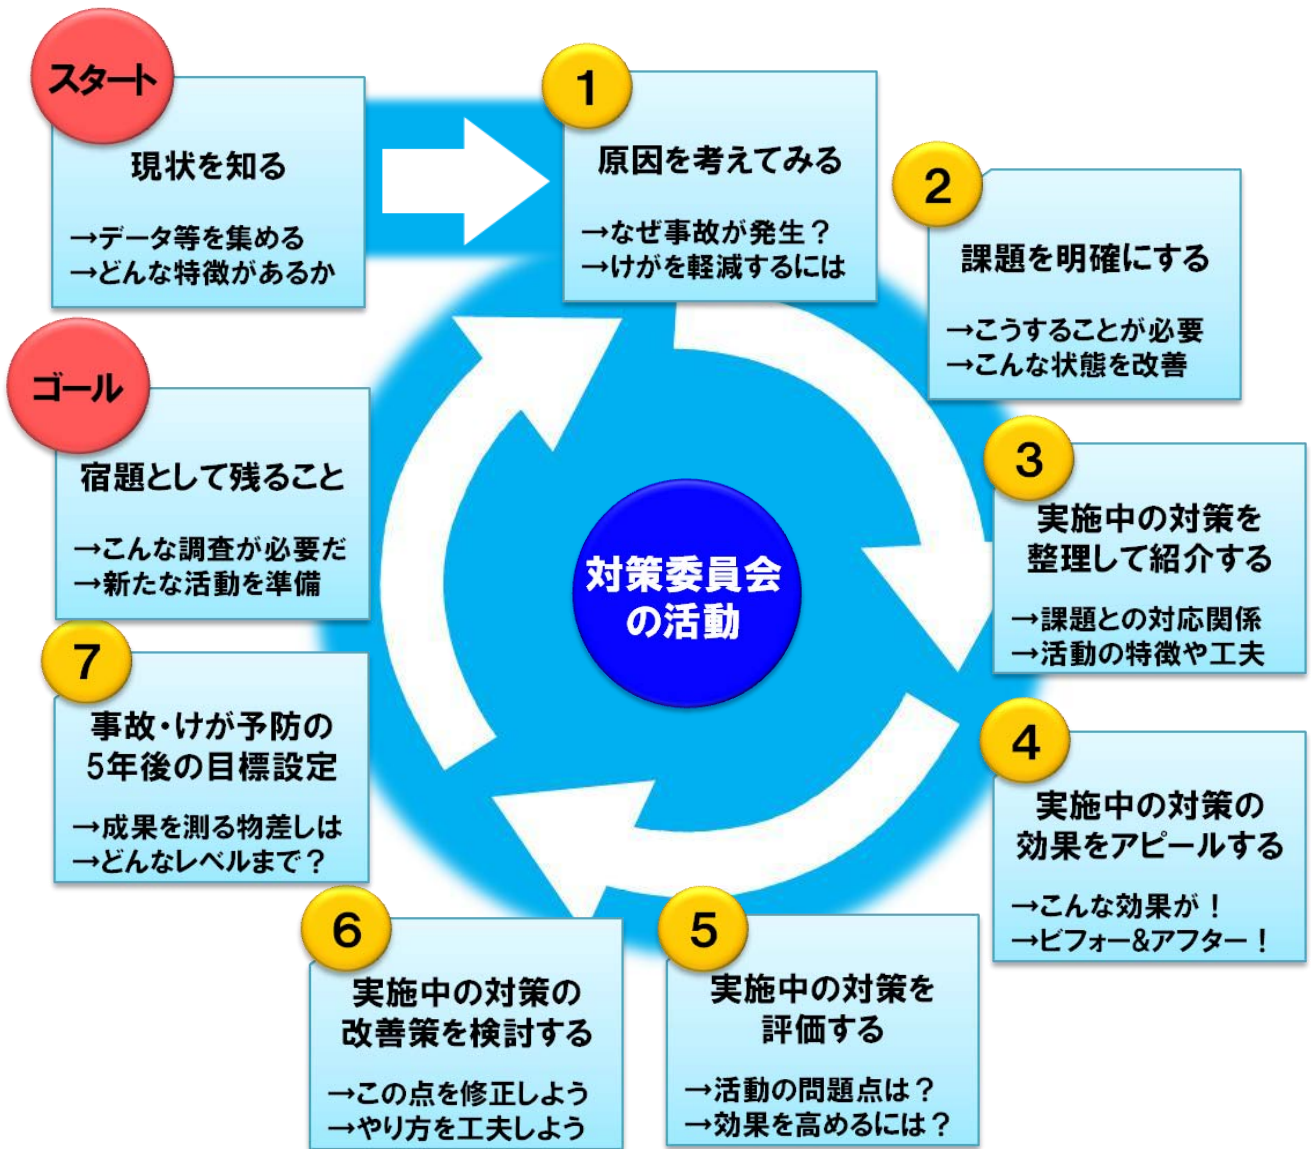 スタート
現状を知る
→データ等を集める
→どんな特徴があるか
1
原因を考えてみる
→なぜ事故が発生？
→けがを軽減するには
2
課題を明確にする
→こうすることが必要
→こんな状態を改善
3
実施中の対策を
整理して紹介する
→課題との対応関係
→活動の特徴や工夫
4
実施中の対策の
効果をアピールする
→こんな効果が！
→ビフォー&アフター！
5
実施中の対策を
評価する
→活動の問題点は？
→効果を高めるには？
6
実施中の対策の
改善策を検討する
→この点を修正しよう
→やり方を工夫しよう
7
事故・けが予防の
5年後の目標設定
→成果を測る物差しは
→どんなレベルまで？
ゴール
宿題として残ること
→こんな調査が必要だ
→新たな活動を準備
対策委員会
の活動